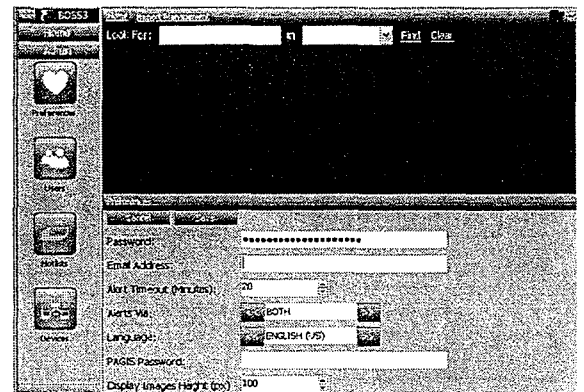 BOSS3
Home
Look For: in Find Clear
Preferences
Users
Hotlists
Devices
Password: ********************
Email Address:
Alert Timeout (Minutes): 20
Alerts Via: BOTH
Language: ENGLISH (US)
PAGIS Password:
Display Images Height (px) 100